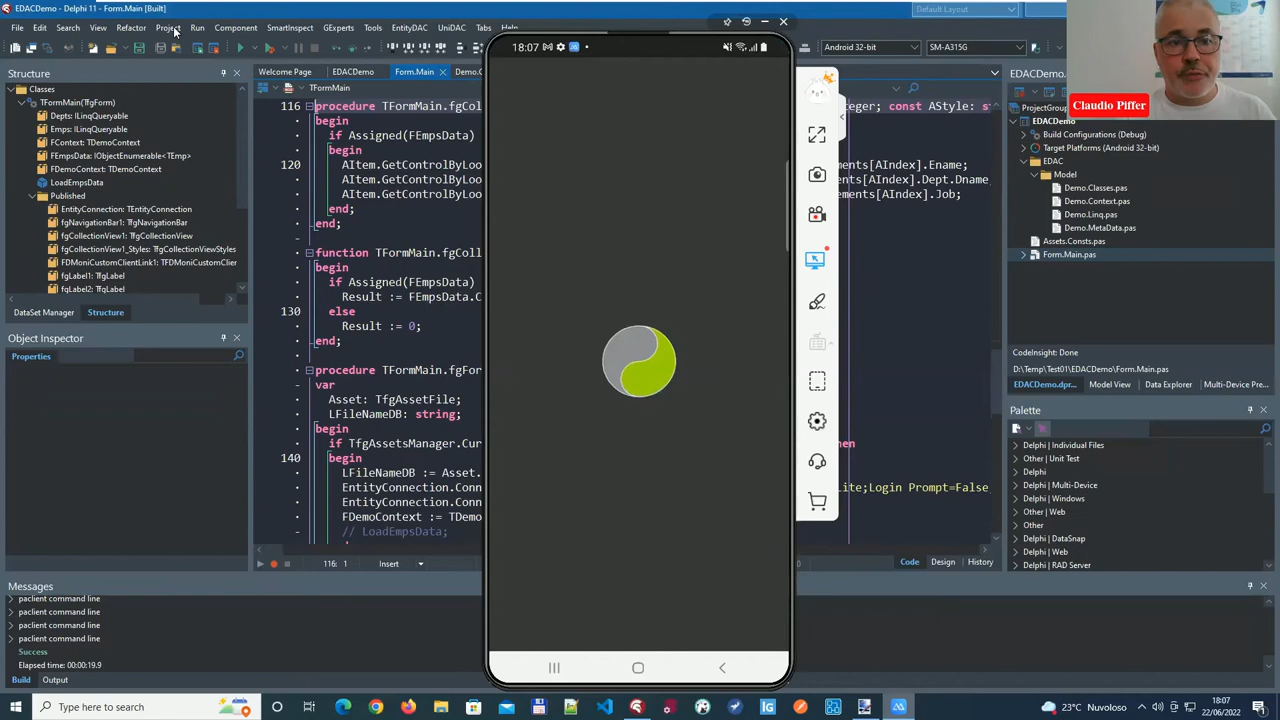 EDACDemo - Delphi 11 - Form.Main [Built]
Default Layout
File Edit Search View Refactor Project Run Component SmartInspect GExperts Tools EntityDAC UniDAC Tabs Help
Android 32-bit
SM-A315G
Structure
Classes
TFormMain(TfgForm)
Depts: ILinqQueryable
Emps: ILinqQueryable
FContext: TDemoContext
FEmpsData: IObjectEnumerable<TEmp>
FDemoContext: TDemoContext
LoadEmpsData
Published
EntityConnection: TEntityConnection
fgNavigationBar1: TfgNavigationBar
fgCollectionView1: TfgCollectionView
fgCollectionView1_Styles: TfgCollectionViewStyles
FDMoniCustomClientLink1: TFDMoniCustomClier
fgLabel1: TfgLabel
fgLabel2: TfgLabel
DataSet Manager Structure
Object Inspector
Properties
Welcome Page EDACDemo Form.Main Demo.C
TFormMain
116 procedure TFormMain.fgCol
teger; const AStyle: s
begin
if Assigned(FEmpsData)
begin
120 AItem.GetControlByLoo
ments[AIndex].Ename;
AItem.GetControlByLoo
ments[AIndex].Dept.Dname,
AItem.GetControlByLoo
ments[AIndex].Job;
end;
end;
function TFormMain.fgColl
begin
if Assigned(FEmpsData)
Result := FEmpsData.C
130 else
Result := 0;
end;
procedure TFormMain.fgFor
var
Asset: TfgAssetFile;
LFileNameDB: string;
begin
if TfgAssetsManager.Cur
hen
140 begin
LFileNameDB := Asset.
EntityConnection.Conn
ite;Login Prompt=False,
EntityConnection.Conn
FDemoContext := TDemo
// LoadEmpsData;
116: 1 Insert
Code Design History
18:07
Claudio Piffer
EDACDemo
ProjectGroup
EDACDemo
Build Configurations (Debug)
Target Platforms (Android 32-bit)
EDAC
Model
Demo.Classes.pas
Demo.Context.pas
Demo.Linq.pas
Demo.MetaData.pas
Assets.Consts.pas
Form.Main.pas
CodeInsight: Done
D:\Temp\Test01\EDACDemo\Form.Main.pas
EDACDemo.dpr... Model View Data Explorer Multi-Device Pre...
Palette
Delphi | Individual Files
Other | Unit Test
Delphi
Delphi | Multi-Device
Delphi | Windows
Other | Web
Other
Delphi | DataSnap
Delphi | Web
Delphi | RAD Server
Messages
paclient command line
paclient command line
paclient command line
paclient command line
Success
Elapsed time: 00:00:19.9
Build Output
Type here to search
23°C Nuvoloso
18:07
22/06/2022